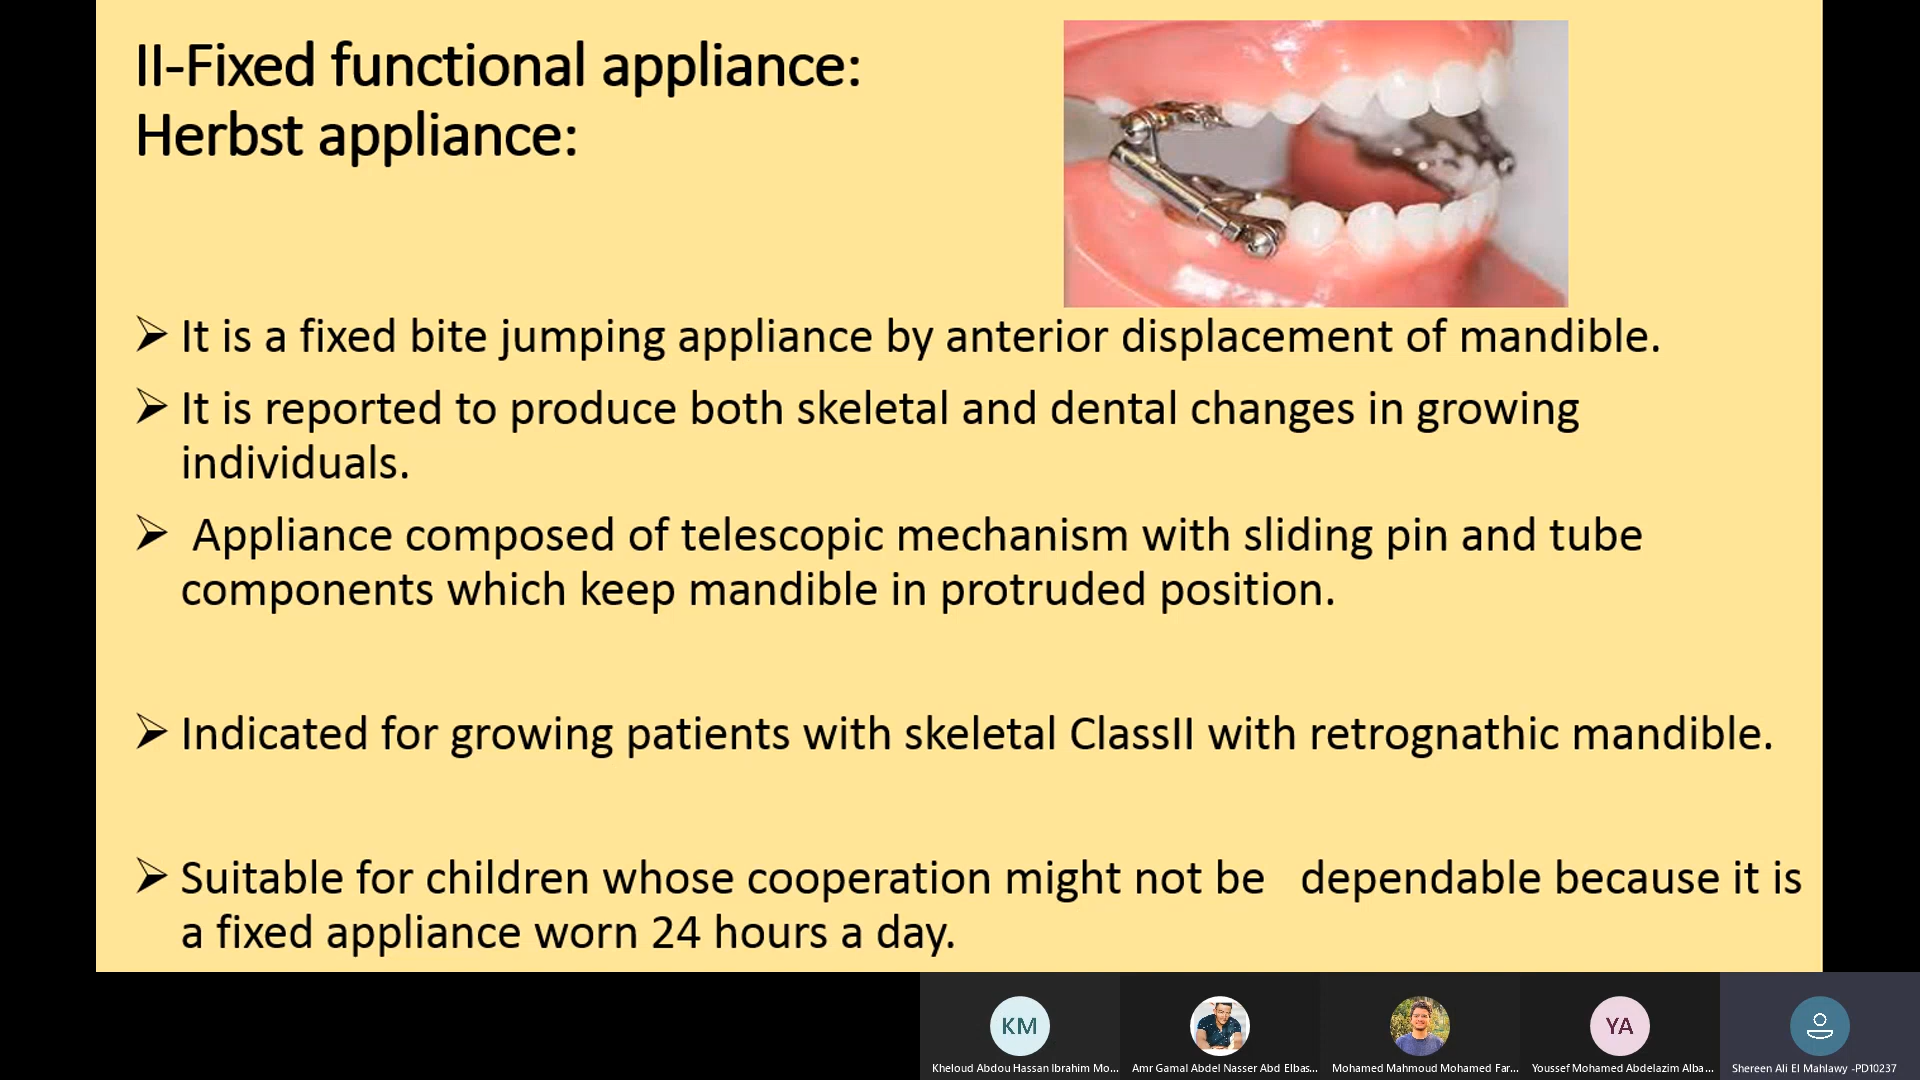 II-Fixed functional appliance:
Herbst appliance:
It is a fixed bite jumping appliance by anterior displacement of mandible.
It is reported to produce both skeletal and dental changes in growing
individuals.
Appliance composed of telescopic mechanism with sliding pin and tube
components which keep mandible in protruded position.
Indicated for growing patients with skeletal ClassII with retrognathic mandible.
Suitable for children whose cooperation might not be dependable because it is
a fixed appliance worn 24 hours a day.
KM
YA
Kheloud Abdou Hassan Ibrahim Mo...
Amr Gamal Abdel Nasser Abd Elbas...
Mohamed Mahmoud Mohamed Far...
Youssef Mohamed Abdelazim Alba...
Shereen Ali El Mahlawy -PD10237